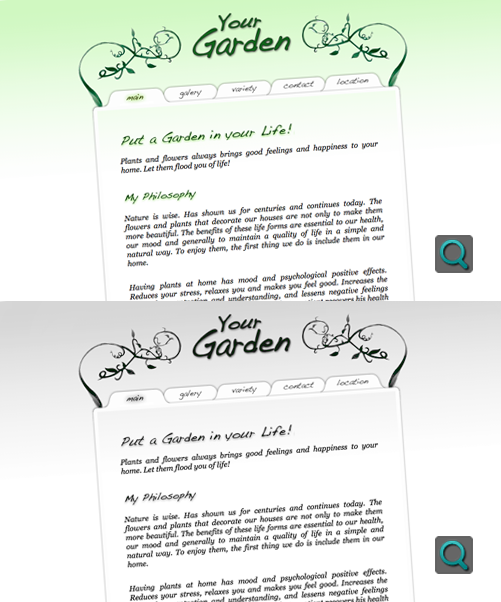 Your
Garden
main galery variety contact location
Put a Garden in your Life!
Plants and flowers always brings good feelings and happiness to your
home. Let them flood you of life!
My Philosophy
Nature is wise. Has shown us for centuries and continues today. The
flowers and plants that decorate our houses are not only to make them
more beautiful. The benefits of these life forms are essential to our health,
our mood and generally to maintain a quality of life in a simple and
natural way. To enjoy them, the first thing we do is include them in our
home.
Having plants at home has mood and psychological positive effects.
Reduces your stress, relaxes you and makes you feel good. Increases the
and understanding, and lessens negative feelings
his health
Your
Garden
main galery variety contact location
Put a Garden in your Life!
Plants and flowers always brings good feelings and happiness to your
home. Let them flood you of life!
My Philosophy
Nature is wise. Has shown us for centuries and continues today. The
flowers and plants that decorate our houses are not only to make them
more beautiful. The benefits of these life forms are essential to our health,
our mood and generally to maintain a quality of life in a simple and
natural way. To enjoy them, the first thing we do is include them in our
home.
Having plants at home has mood and psychological positive effects.
Reduces your stress, relaxes you and makes you feel good. Increases the
and understanding, and lessens negative feelings
his health